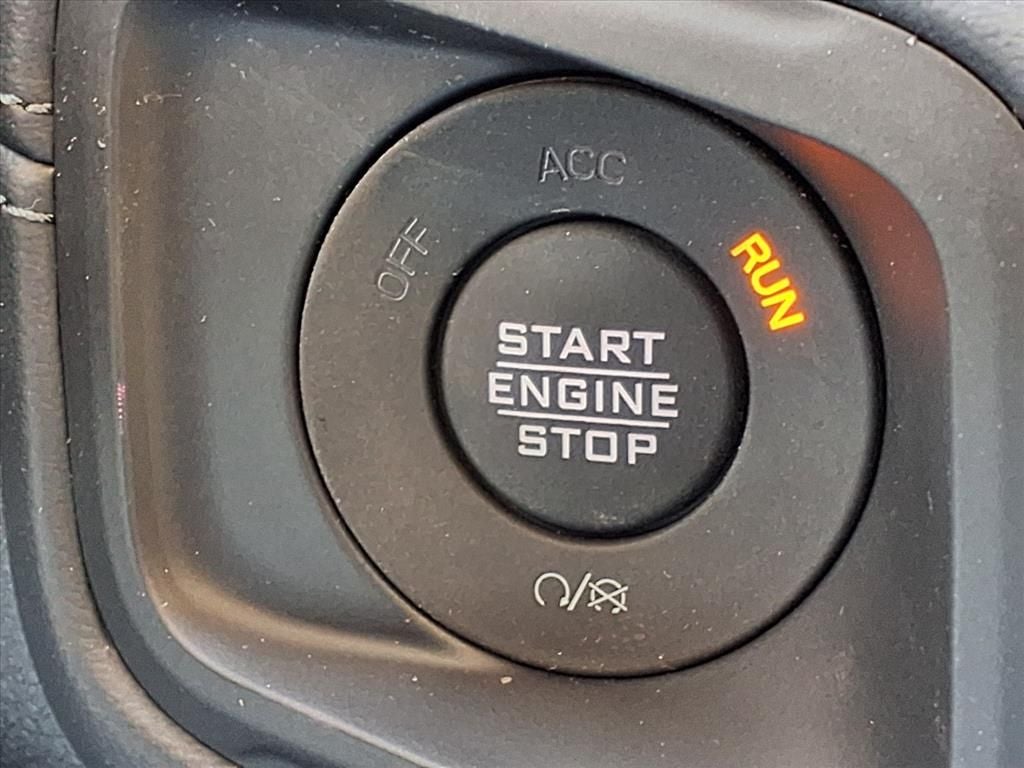 ACC
OFF
RUN
START
ENGINE
STOP